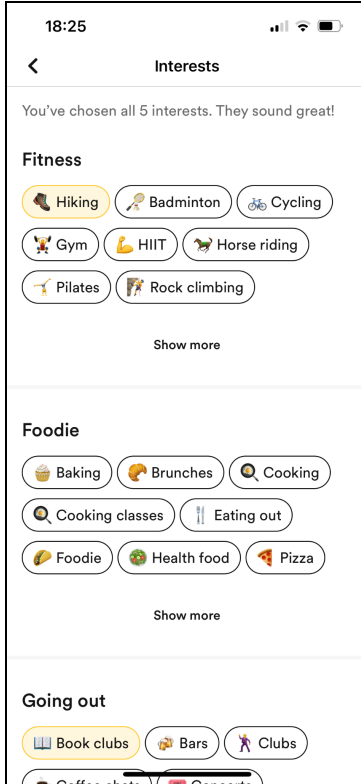 18:25
Interests
You've chosen all 5 interests. They sound great!
Fitness
Hiking Badminton Cycling
Gym HIIT Horse riding
Pilates Rock climbing
Show more
Foodie
Baking Brunches Cooking
Cooking classes Eating out
Foodie Health food Pizza
Show more
Going out
Book clubs Bars Clubs